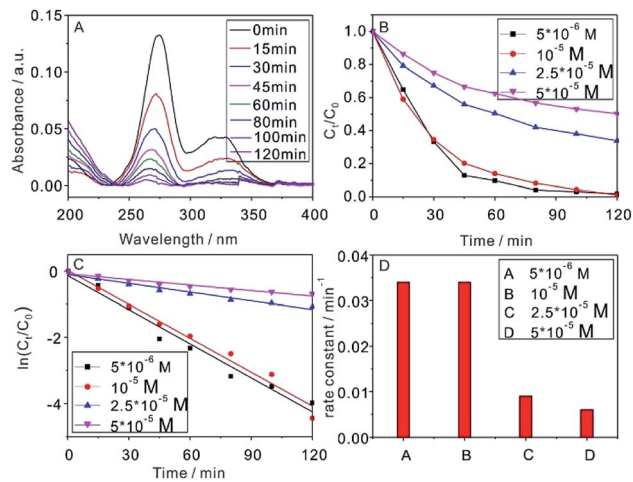 A
0min
15min
30min
45min
60min
80min
100min
120min
Absorbance / a.u.
0.15
0.10
0.05
0.00
200 250 300 350 400
Wavelength / nm
B
5*10⁻⁶ M
10⁻⁵ M
2.5*10⁻⁵ M
5*10⁻⁵ M
Cₜ/C₀
1.0
0.8
0.6
0.4
0.2
0.0
0 30 60 90 120
Time / min
C
5*10⁻⁶ M
10⁻⁵ M
2.5*10⁻⁵ M
5*10⁻⁵ M
ln(Cₜ/C₀)
0
-2
-4
0 20 40 60 80 100 120
Time / min
D
A 5*10⁻⁶ M
B 10⁻⁵ M
C 2.5*10⁻⁵ M
D 5*10⁻⁵ M
rate constant / min⁻¹
0.04
0.03
0.02
0.01
0.00
A B C D